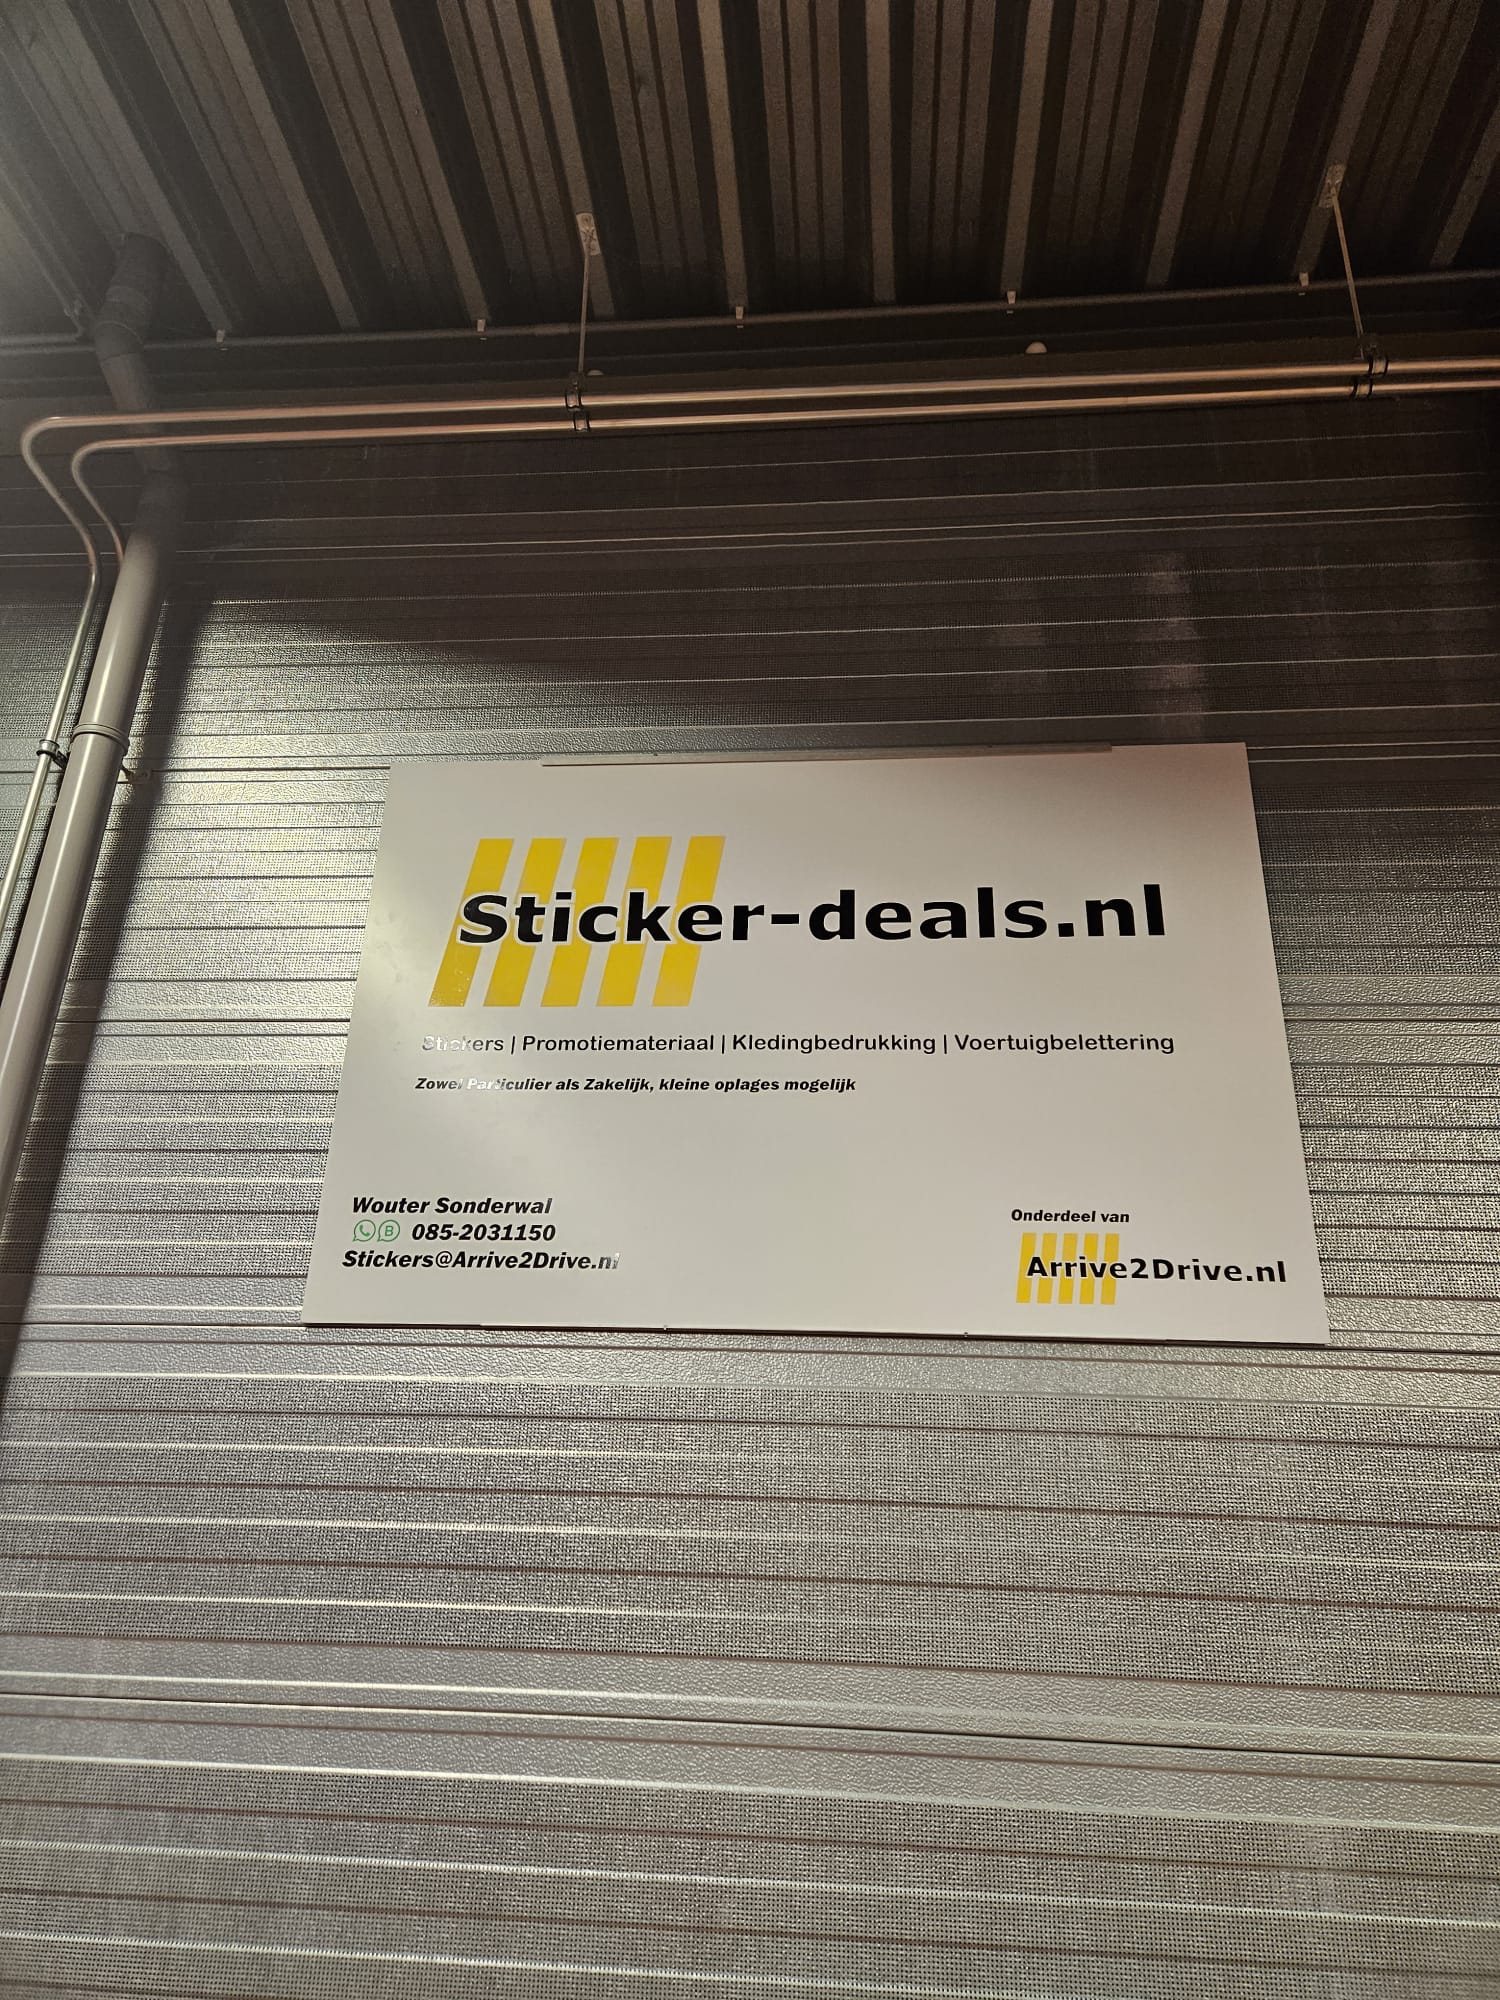 Sticker-deals.nl
Stickers | Promotiemateriaal | Kledingbedrukking | Voertuigbelettering
Zowel Particulier als Zakelijk, kleine oplages mogelijk
Wouter Sonderwal
B 085-2031150
Stickers@Arrive2Drive.nl
Onderdeel van
Arrive2Drive.nl